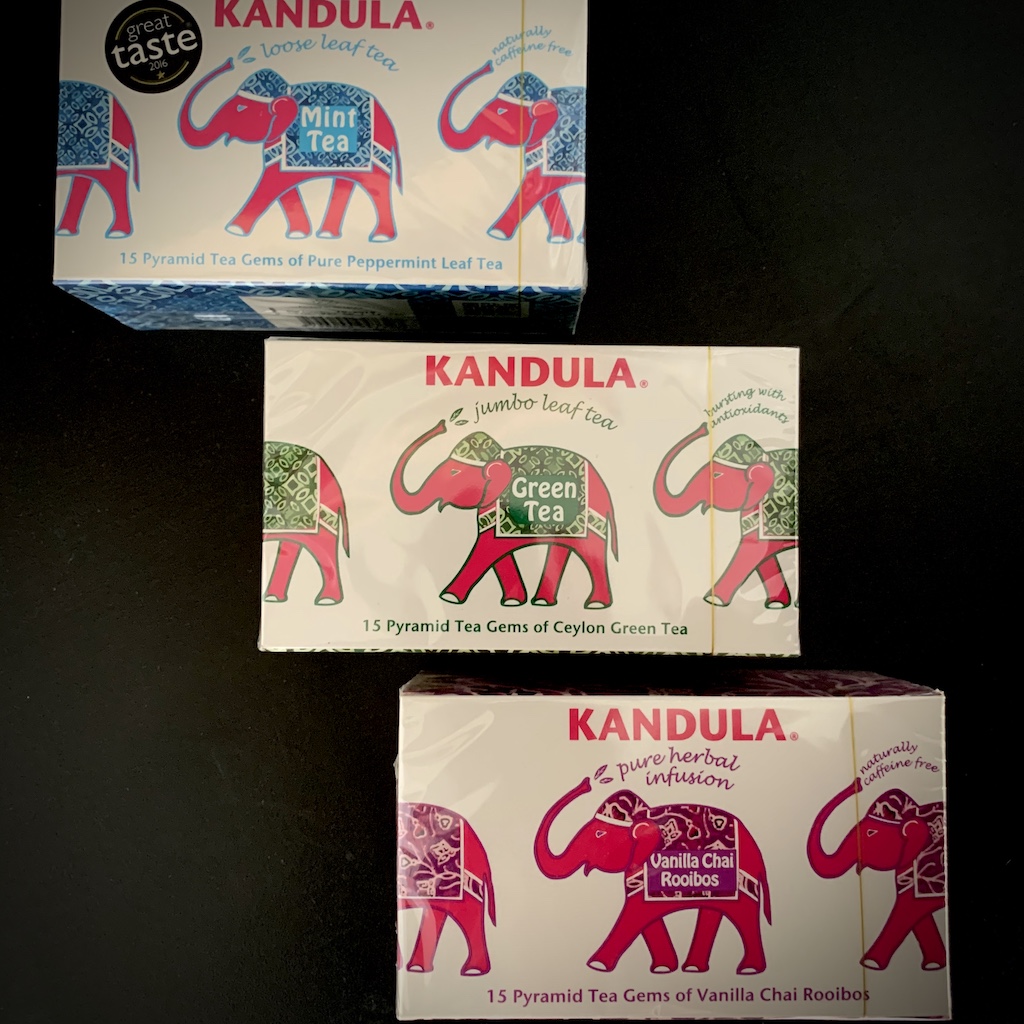 KANDULA®
great
taste®
2016
loose leaf tea
naturally
caffeine free
Mint
Tea
15 Pyramid Tea Gems of Pure Peppermint Leaf Tea
KANDULA®
jumbo leaf tea
bursting with
antioxidants
Green
Tea
15 Pyramid Tea Gems of Ceylon Green Tea
KANDULA®
pure herbal
infusion
naturally
caffeine free
Vanilla Chai
Rooibos
15 Pyramid Tea Gems of Vanilla Chai Rooibos